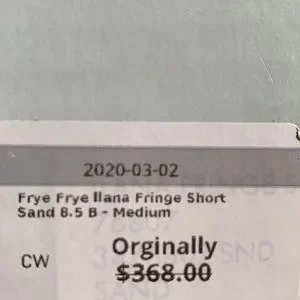 2020-03-02
Frye Frye Ilana Fringe Short
Sand 8.5 B - Medium
CW
Orginally
$368.00